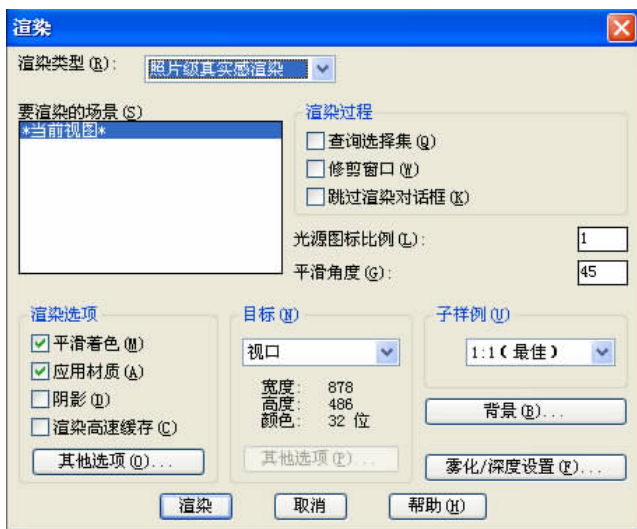 渲染
渲染类型(R): 照片级真实感渲染
要渲染的场景(S)
*当前视图*
渲染过程
查询选择集(Q)
修剪窗口(W)
跳过渲染对话框(K)
光源图标比例(L): 1
平滑角度(G): 45
渲染选项
平滑着色(M)
应用材质(A)
阴影(D)
渲染高速缓存(C)
其他选项(O)...
目标(N)
视口
宽度: 878
高度: 486
颜色: 32 位
其他选项(P)...
子样例(U)
1:1(最佳)
背景(B)...
雾化/深度设置(F)...
渲染 取消 帮助(H)